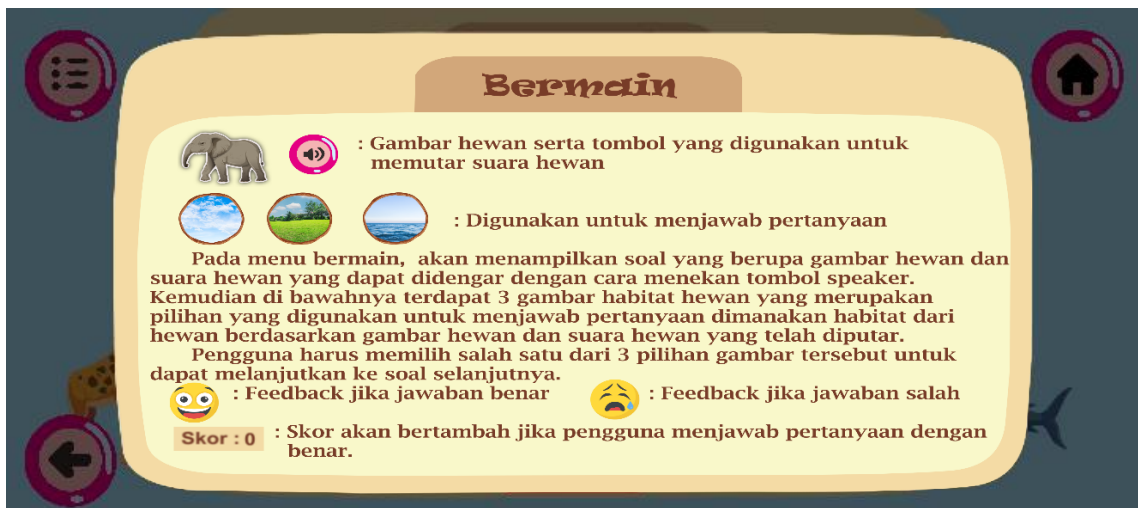 Bermain
: Gambar hewan serta tombol yang digunakan untuk
memutar suara hewan
: Digunakan untuk menjawab pertanyaan
Pada menu bermain, akan menampilkan soal yang berupa gambar hewan dan
suara hewan yang dapat didengar dengan cara menekan tombol speaker.
Kemudian di bawahnya terdapat 3 gambar habitat hewan yang merupakan
pilihan yang digunakan untuk menjawab pertanyaan dimanakan habitat dari
hewan berdasarkan gambar hewan dan suara hewan yang telah diputar.
Pengguna harus memilih salah satu dari 3 pilihan gambar tersebut untuk
dapat melanjutkan ke soal selanjutnya.
: Feedback jika jawaban benar : Feedback jika jawaban salah
Skor : 0 : Skor akan bertambah jika pengguna menjawab pertanyaan dengan
benar.